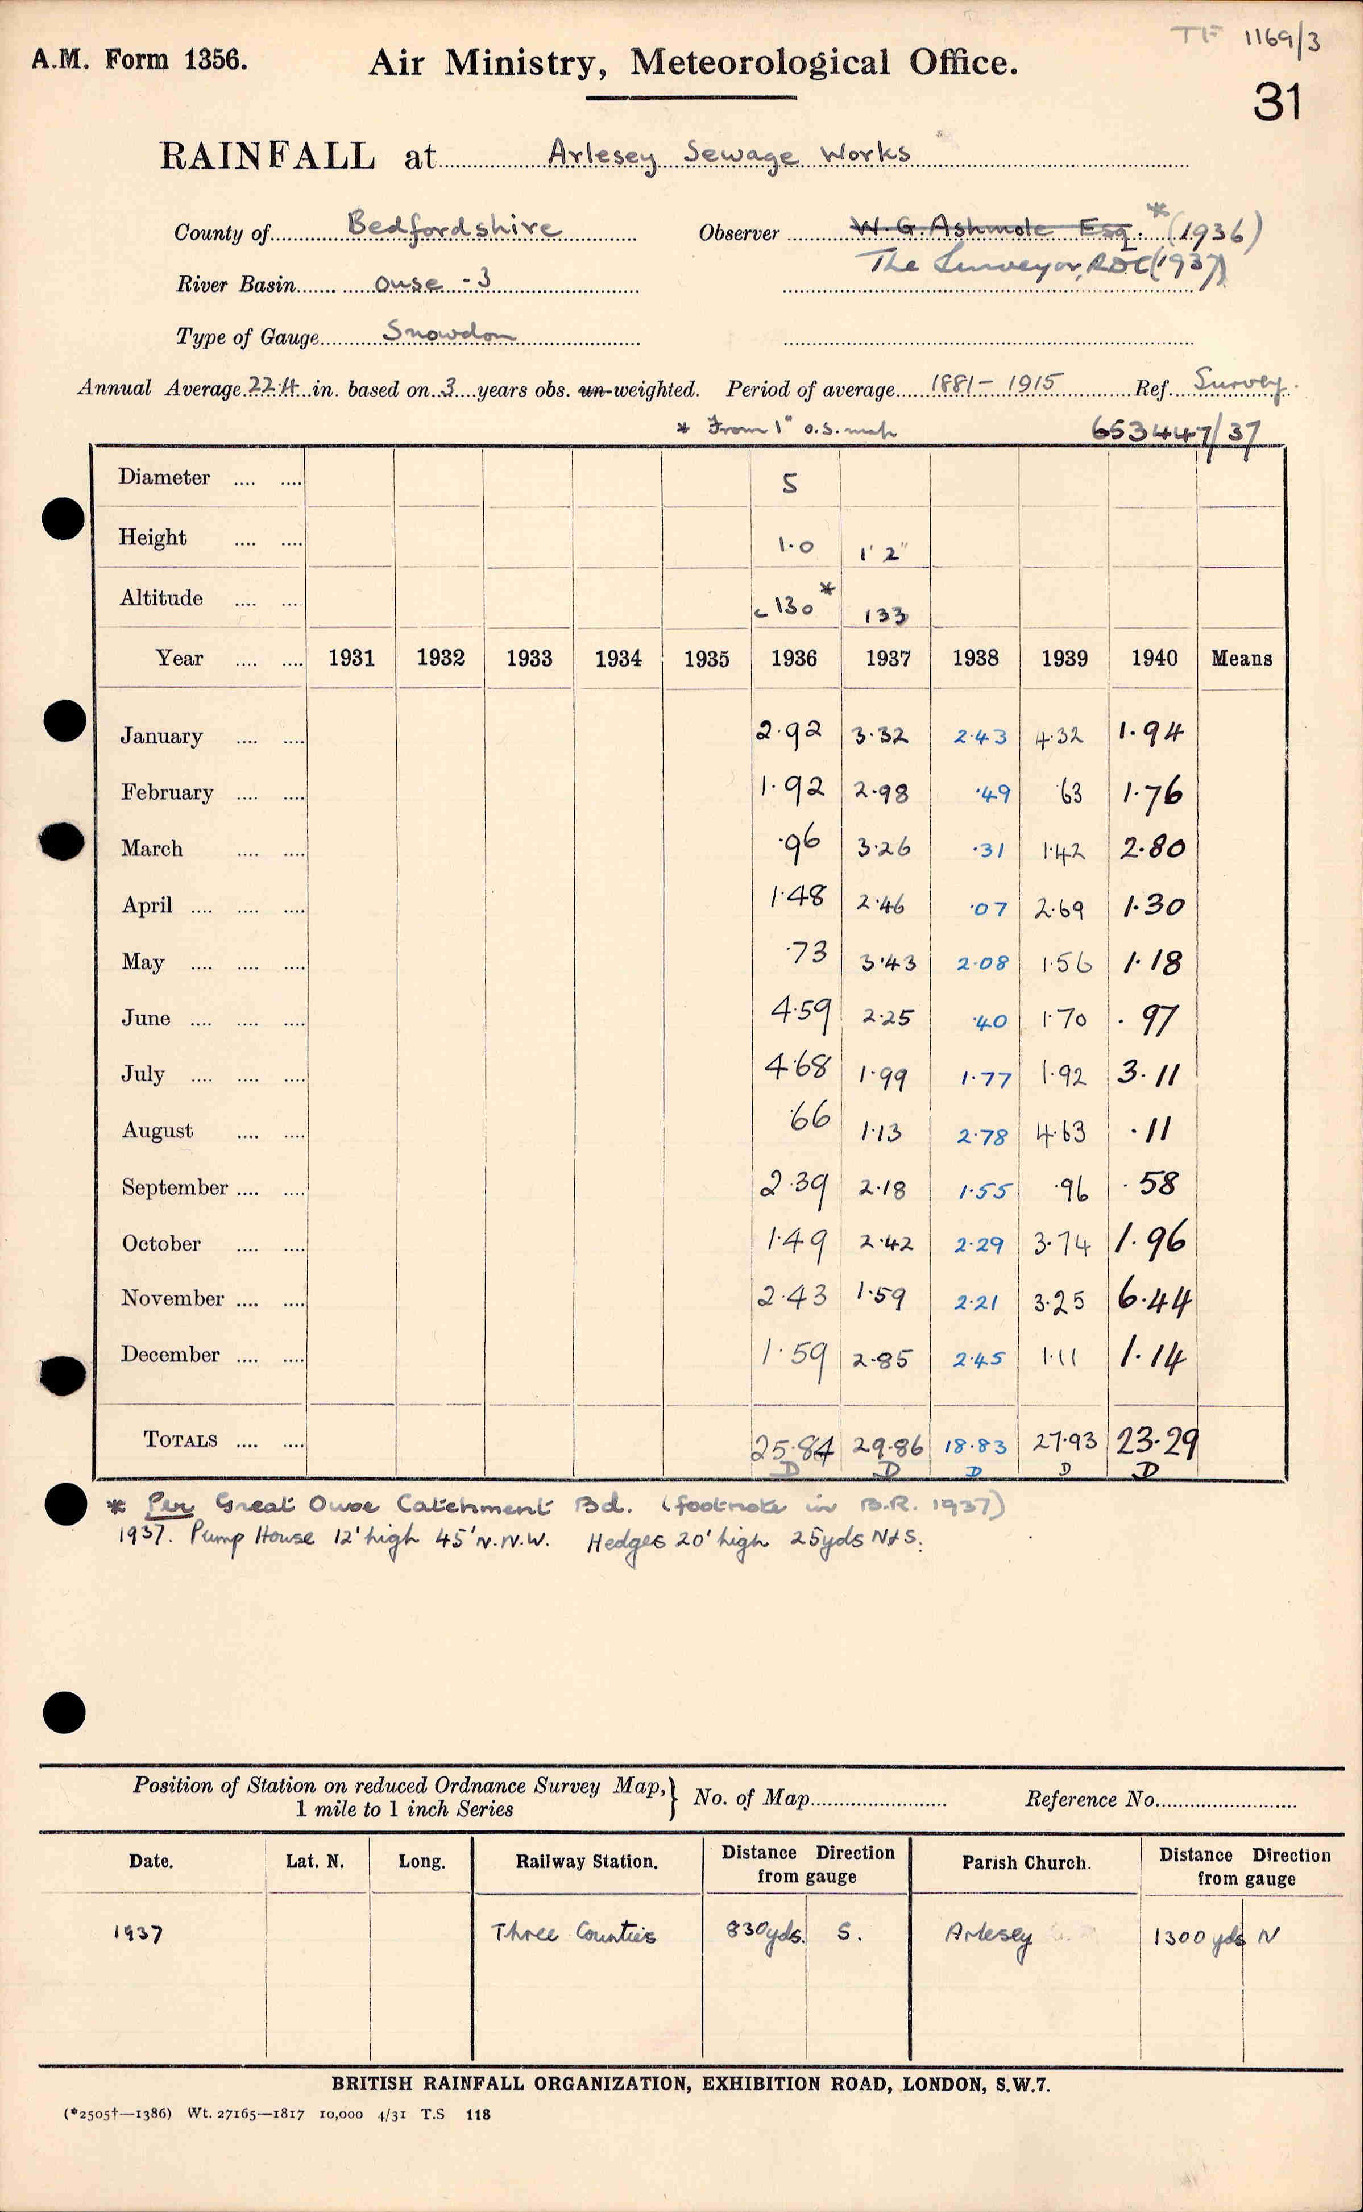 TF 1169/3
A.M. Form 1356. Air Ministry, Meteorological Office.
31
RAINFALL at Arlesey Sewage Works
County of Bedfordshire Observer W. G. Ashmole Esq. * (1936)
The Surveyor, RDC (1937)
River Basin Ouse - 3
Type of Gauge Snowdon
Annual Average 22.4 in. based on 3 years obs. un-weighted. Period of average 1881 - 1915 Ref. Survey.
* From 1" O.S. map 653447/37
Diameter .... .... 5
Height .... .... 1.0 1' 2"
Altitude .... .... c 130 * 133
Year .... .... 1931 1932 1933 1934 1935 1936 1937 1938 1939 1940 Means
January .... .... 2.92 3.32 2.43 4.32 1.94
February .... .... 1.92 2.98 .49 .63 1.76
March .... .... .96 3.26 .31 1.42 2.80
April .... .... .... 1.48 2.46 .07 2.69 1.30
May .... .... .... .73 3.43 2.08 1.56 1.18
June .... .... .... 4.59 2.25 .40 1.70 .97
July .... .... .... 4.68 1.99 1.77 1.92 3.11
August .... .... .66 1.13 2.78 4.63 .11
September .... .... 2.39 2.18 1.55 .96 .58
October .... .... 1.49 2.42 2.29 3.74 1.96
November .... .... 2.43 1.59 2.21 3.25 6.44
December .... .... 1.59 2.85 2.45 1.11 1.14
TOTALS .... .... 25.84 29.86 18.83 27.93 23.29
D D D D D
* Per Great Ouse Catchment Bd. (footnote in B.R. 1937)
1937. Pump House 12' high 45' N.N.W. Hedges 20' high 25yds N & S.
Position of Station on reduced Ordnance Survey Map, } No. of Map Reference No.
1 mile to 1 inch Series
Date. Lat. N. Long. Railway Station. Distance Direction from gauge Parish Church. Distance Direction from gauge
1937 Three Counties 830yds. S. Arlesey 1300 yds N
BRITISH RAINFALL ORGANIZATION, EXHIBITION ROAD, LONDON, S.W.7.
(*2505†—1386) Wt. 27165—1817 10,000 4/31 T.S 118